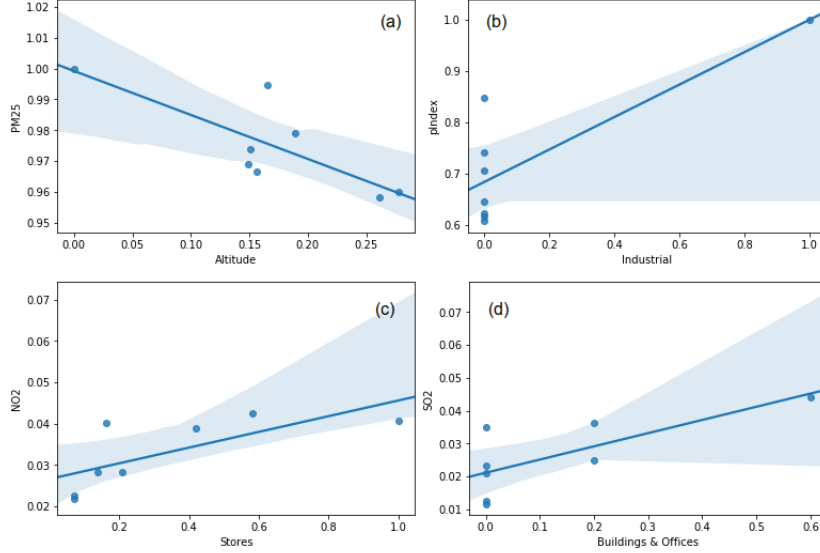 (a)
PM25
1.02
1.01
1.00
0.99
0.98
0.97
0.96
0.95
0.00 0.05 0.10 0.15 0.20 0.25
Altitude
(b)
pIndex
1.0
0.9
0.8
0.7
0.6
0.0 0.2 0.4 0.6 0.8 1.0
Industrial
(c)
NO2
0.07
0.06
0.05
0.04
0.03
0.02
0.2 0.4 0.6 0.8 1.0
Stores
(d)
SO2
0.07
0.06
0.05
0.04
0.03
0.02
0.01
0.0 0.1 0.2 0.3 0.4 0.5 0.6
Buildings & Offices